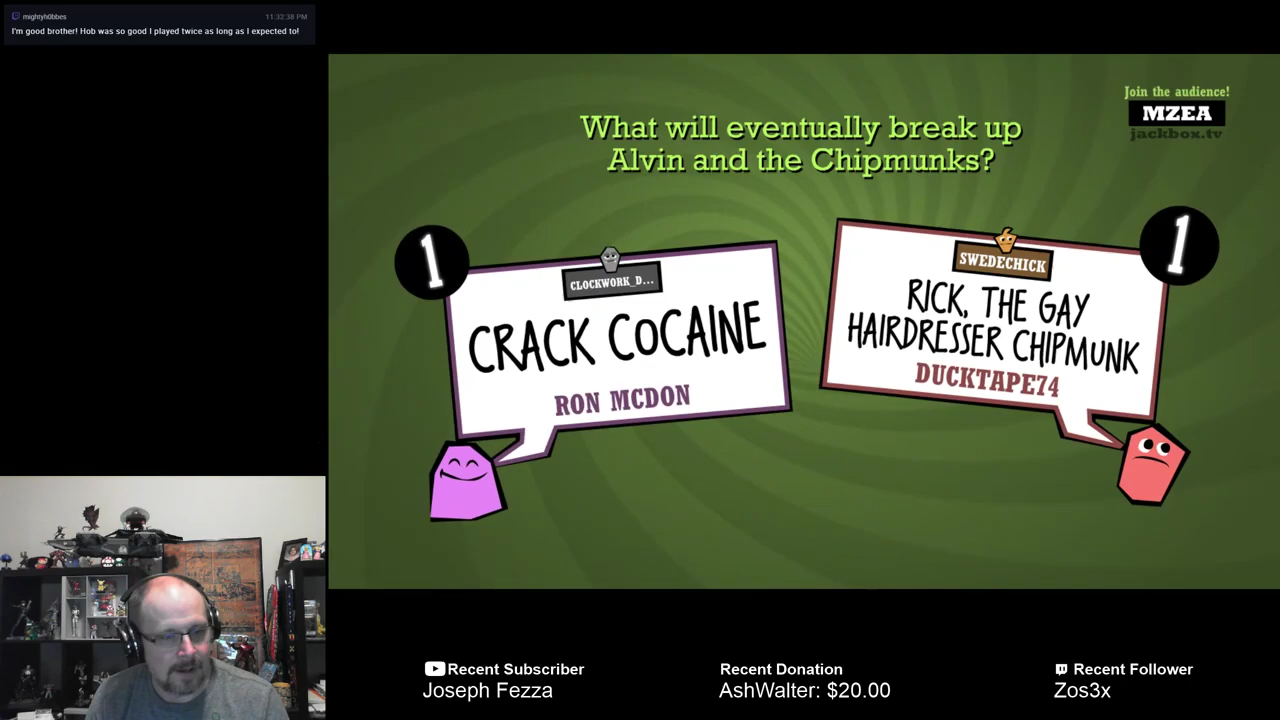 mightyh0bbes
11:32:38 PM
I'm good brother! Hob was so good I played twice as long as I expected to!
Join the audience!
MZEA
jackbox.tv
What will eventually break up
Alvin and the Chipmunks?
1
CLOCKWORK_D...
CRACK COCAINE
RON MCDON
1
SWEDECHICK
RICK, THE GAY
HAIRDRESSER CHIPMUNK
DUCKTAPE74
Recent Subscriber
Joseph Fezza
Recent Donation
AshWalter: $20.00
Recent Follower
Zos3x